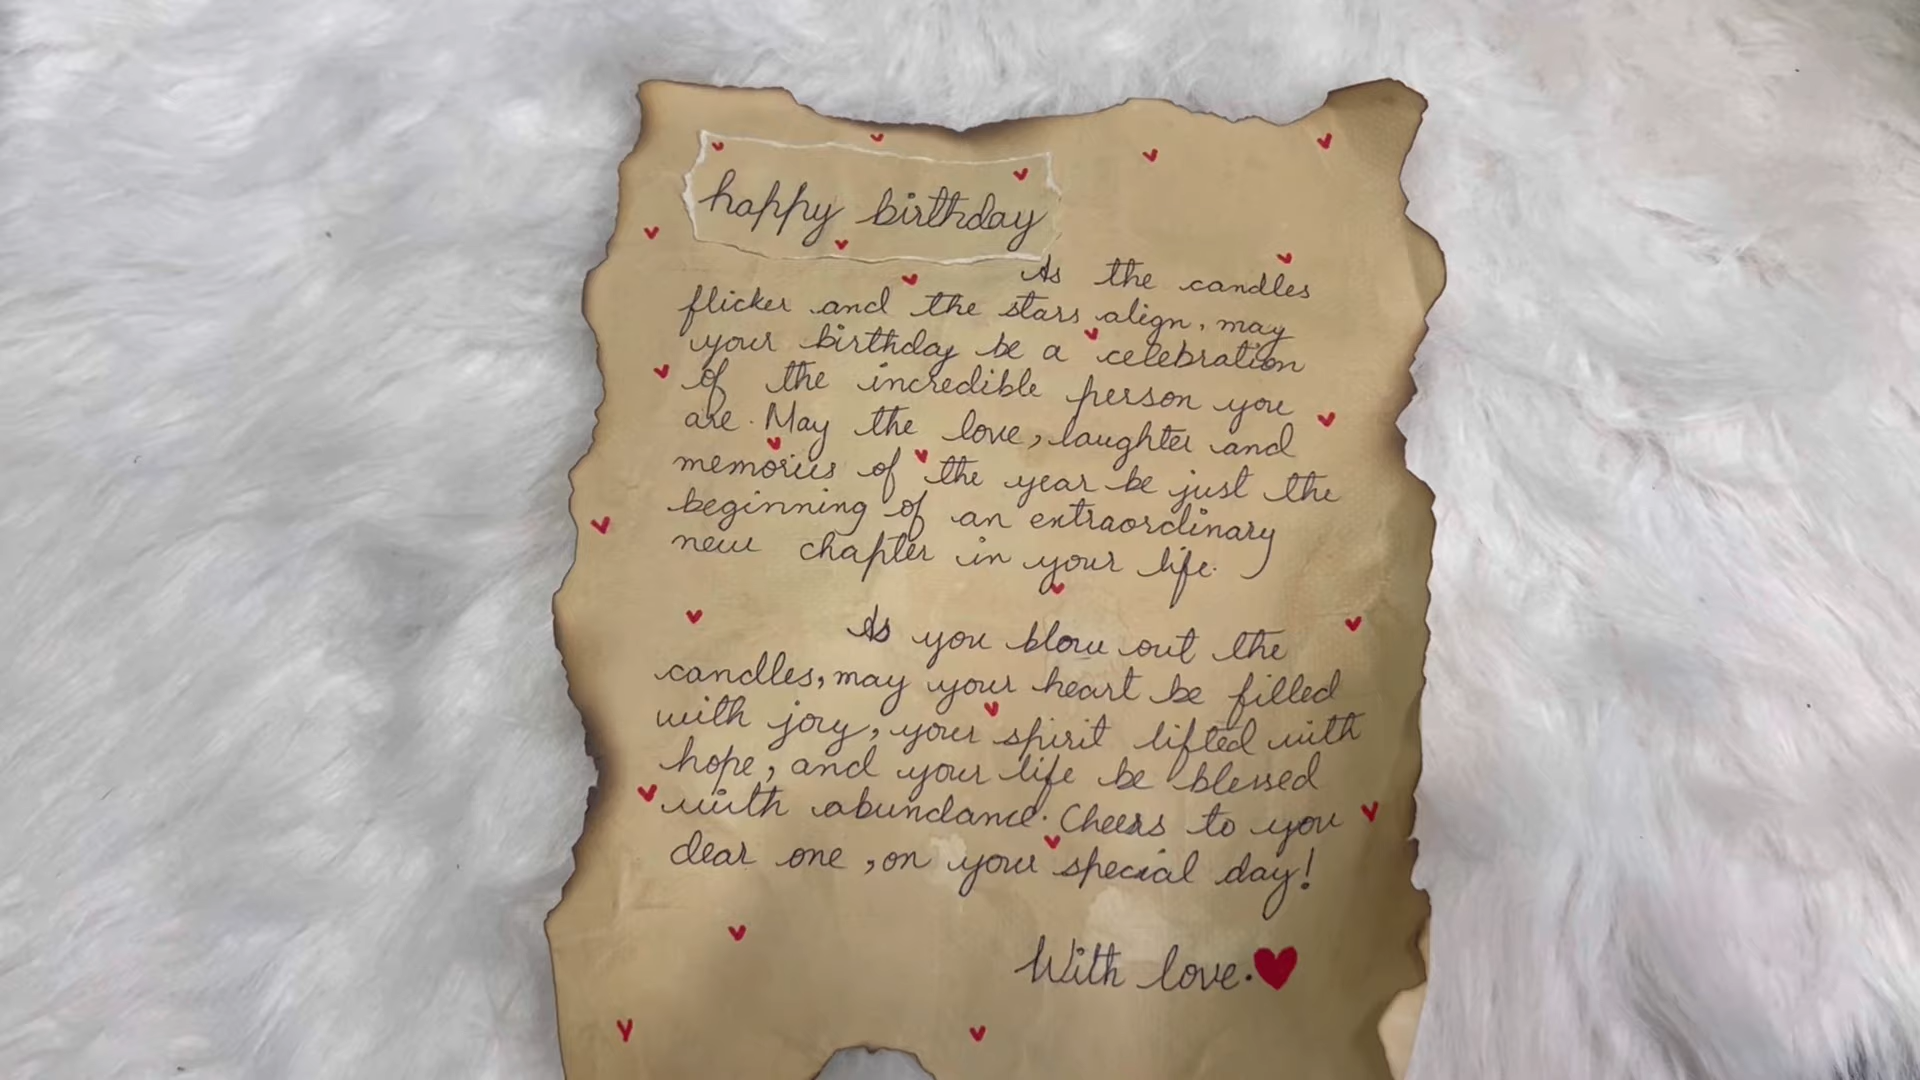 happy birthday
As the candles
flicker and the stars align, may
your birthday be a celebration
of the incredible person you
are. May the love, laughter and
memories of the year be just the
beginning of an extraordinary
new chapter in your life.
As you blow out the
candles, may your heart be filled
with joy, your spirit lifted with
hope, and your life be blessed
with abundance. Cheers to you
dear one, on your special day!
With love.